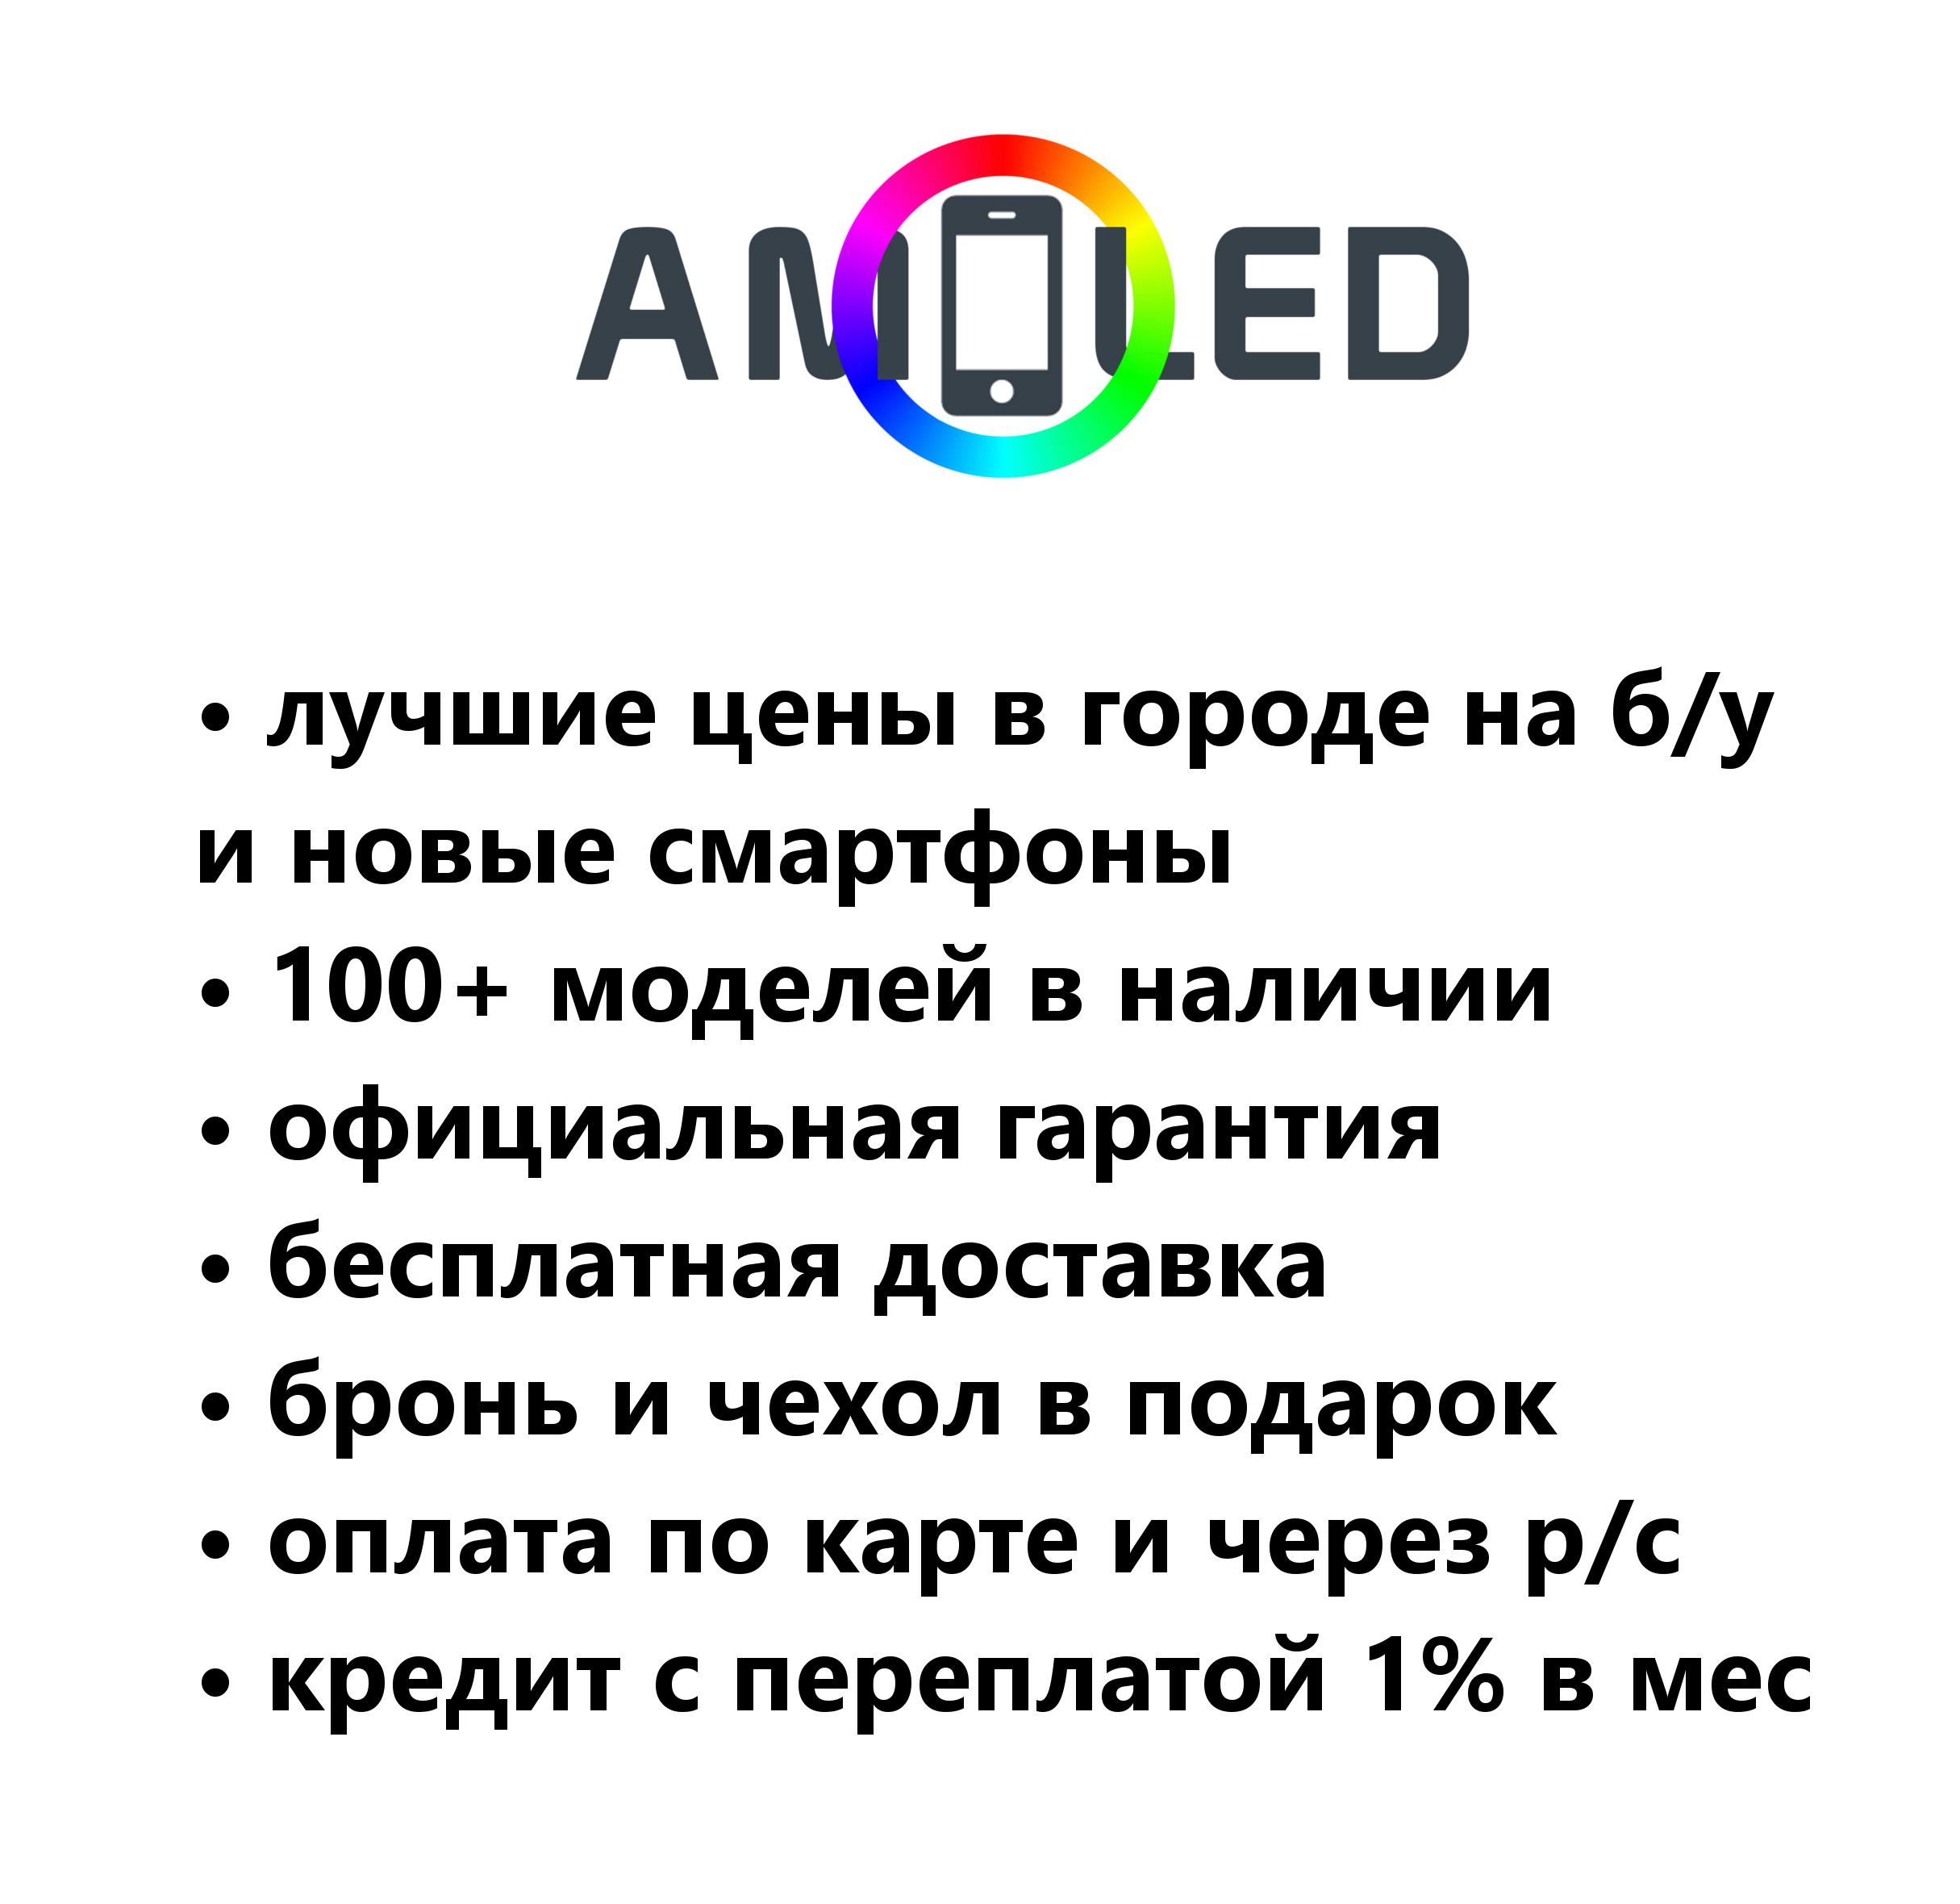 AMOLED
• лучшие цены в городе на б/у
и новые смартфоны
• 100+ моделей в наличии
• официальная гарантия
• бесплатная доставка
• бронь и чехол в подарок
• оплата по карте и через р/с
• кредит с переплатой 1% в мес